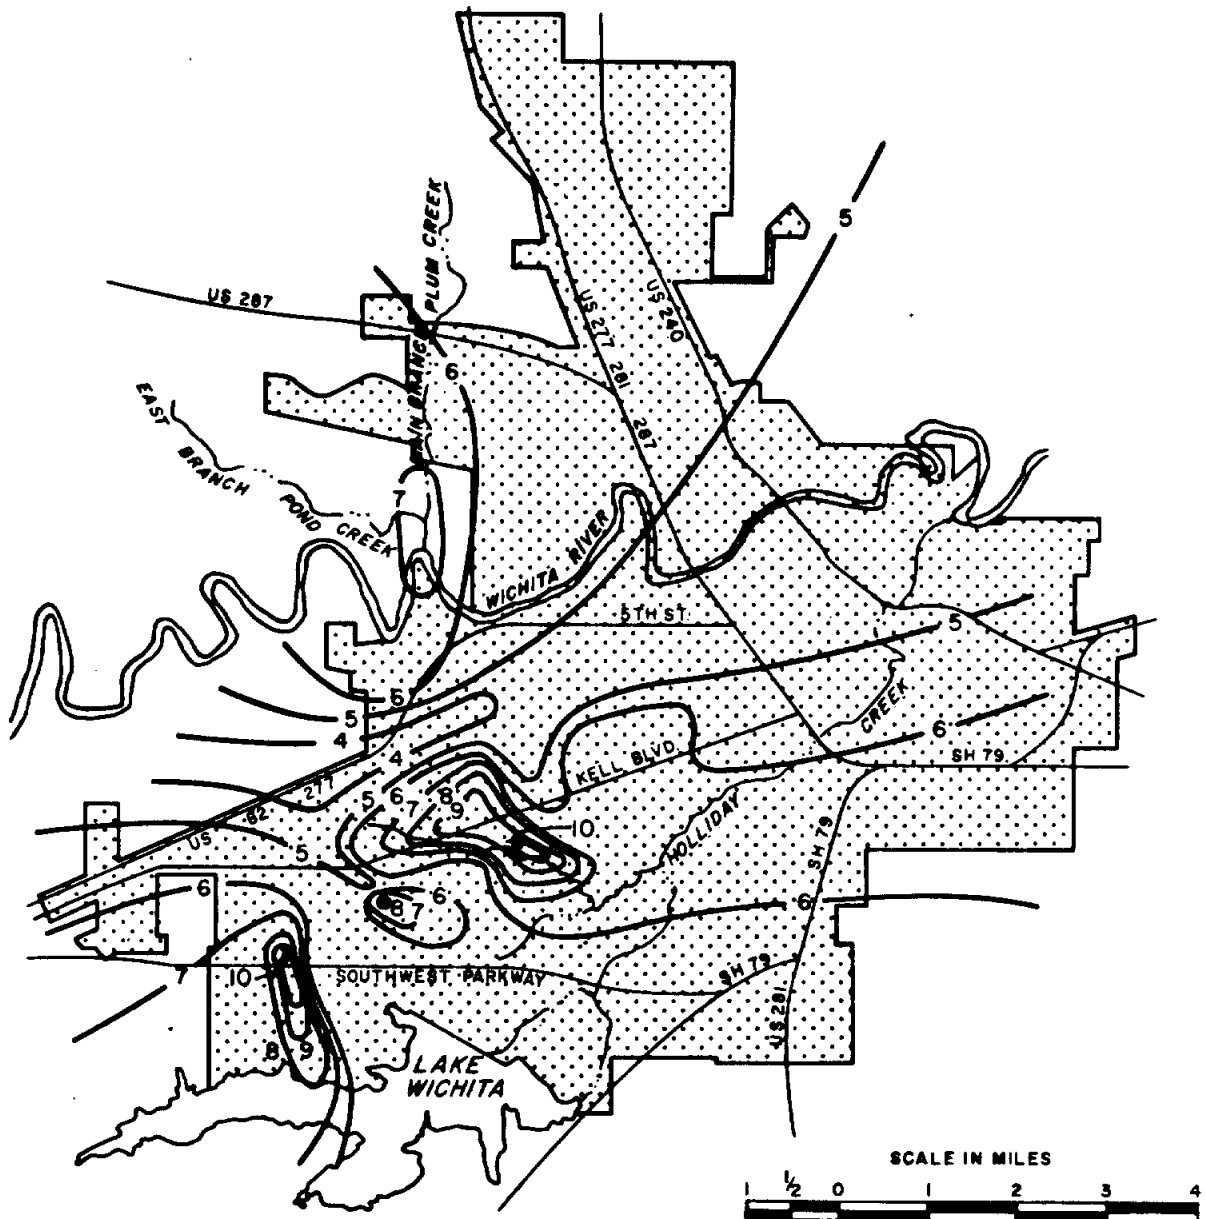 5
PLUM CREEK
MAIN BRANCH
US 287
US 277 281
US 240
287
6
EAST
BRANCH
POND CREEK
7
WICHITA RIVER
5TH ST.
5
6
5
4
6
4
KELL BLVD.
CREEK
SH 79
US 82 277
5
6
7
8
9
10
HOLLIDAY
SH 79
5
6
6
8
7
6
7
10
SOUTHWEST PARKWAY
SH 79
US 281
8
9
LAKE
WICHITA
SCALE IN MILES
1 1/2 0 1 2 3 4